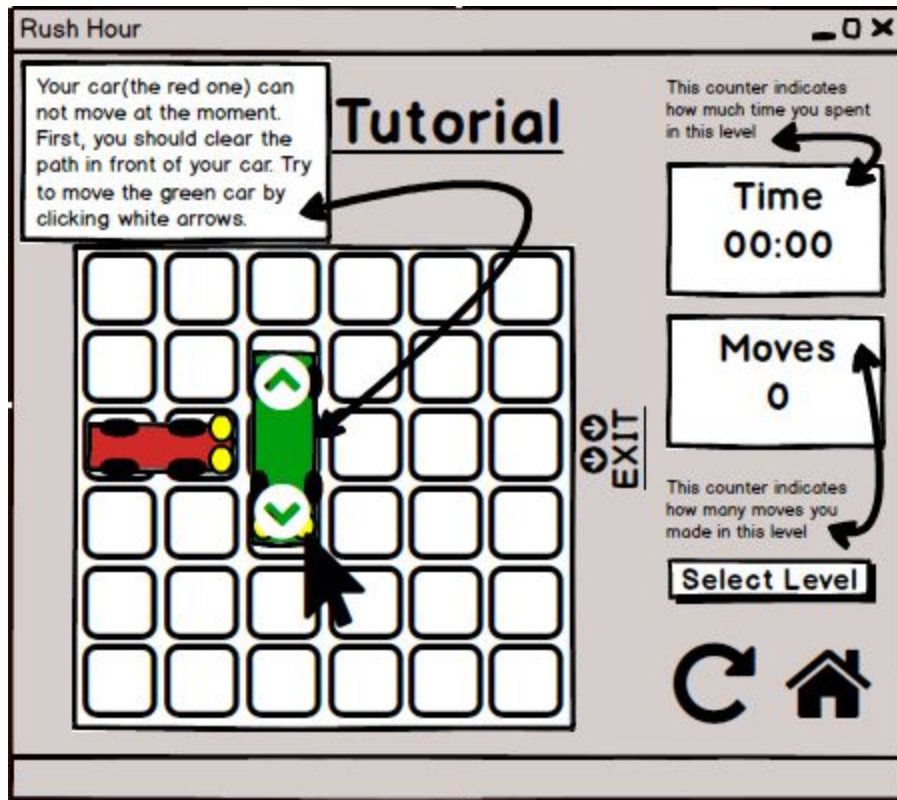 Rush Hour
Your car(the red one) can
not move at the moment.
First, you should clear the
path in front of your car. Try
to move the green car by
clicking white arrows.
Tutorial
This counter indicates
how much time you spent
in this level
Time
00:00
Moves
0
EXIT
This counter indicates
how many moves you
made in this level
Select Level